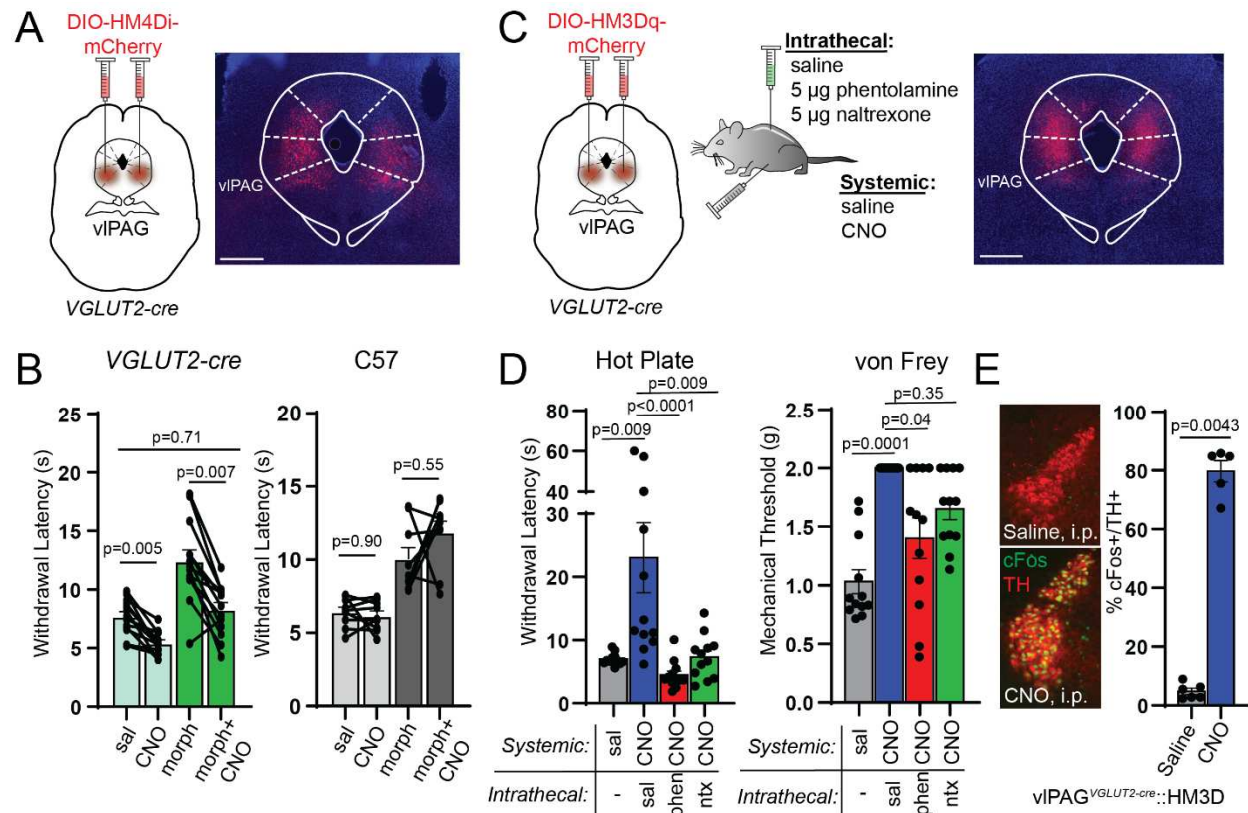 A
DIO-HM4Di-
mCherry
vlPAG
VGLUT2-cre
vlPAG
C
DIO-HM3Dq-
mCherry
vlPAG
VGLUT2-cre
Intrathecal:
saline
5 µg phentolamine
5 µg naltrexone
Systemic:
saline
CNO
vlPAG
B
VGLUT2-cre
Withdrawal Latency (s)
25
20
15
10
5
0
p=0.71
p=0.007
p=0.005
sal
CNO
morph
morph+
CNO
C57
Withdrawal Latency (s)
20
15
10
5
0
p=0.55
p=0.90
sal
CNO
morph
morph+
CNO
D
Hot Plate
Withdrawal Latency (s)
80
60
40
30
20
10
0
p=0.009
p<0.0001
p=0.009
Systemic:
sal
CNO
CNO
CNO
Intrathecal:
-
sal
phen
ntx
von Frey
Mechanical Threshold (g)
2.5
2.0
1.5
1.0
0.5
0.0
p=0.35
p=0.04
p=0.0001
Systemic:
sal
CNO
CNO
CNO
Intrathecal:
-
sal
phen
ntx
E
Saline, i.p.
cFos
TH
CNO, i.p.
% cFos+/TH+
100
80
60
40
20
0
p=0.0043
Saline
CNO
vlPAGVGLUT2-cre::HM3D